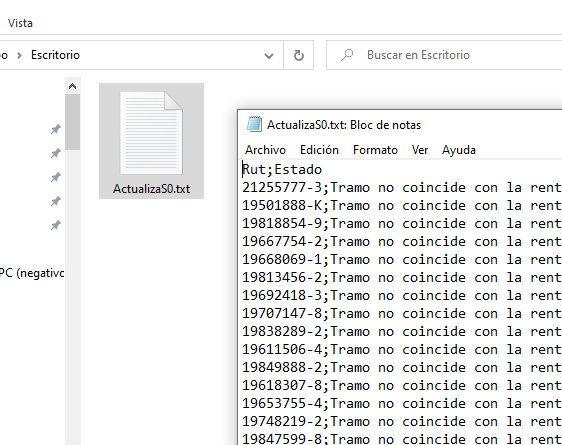 Vista
po
Escritorio
Buscar en Escritorio
ActualizaS0.txt
PC (negativo
ActualizaS0.txt: Bloc de notas
Archivo Edición Formato Ver Ayuda
Rut;Estado
21255777-3;Tramo no coincide con la rent
19501888-K;Tramo no coincide con la rent
19818854-9;Tramo no coincide con la rent
19667754-2;Tramo no coincide con la rent
19668069-1;Tramo no coincide con la rent
19813456-2;Tramo no coincide con la rent
19692418-3;Tramo no coincide con la rent
19707147-8;Tramo no coincide con la rent
19838289-2;Tramo no coincide con la rent
19611506-4;Tramo no coincide con la rent
19849888-2;Tramo no coincide con la rent
19618307-8;Tramo no coincide con la rent
19653755-4;Tramo no coincide con la rent
19748219-2;Tramo no coincide con la rent
19847599-8;Tramo no coincide con la rent